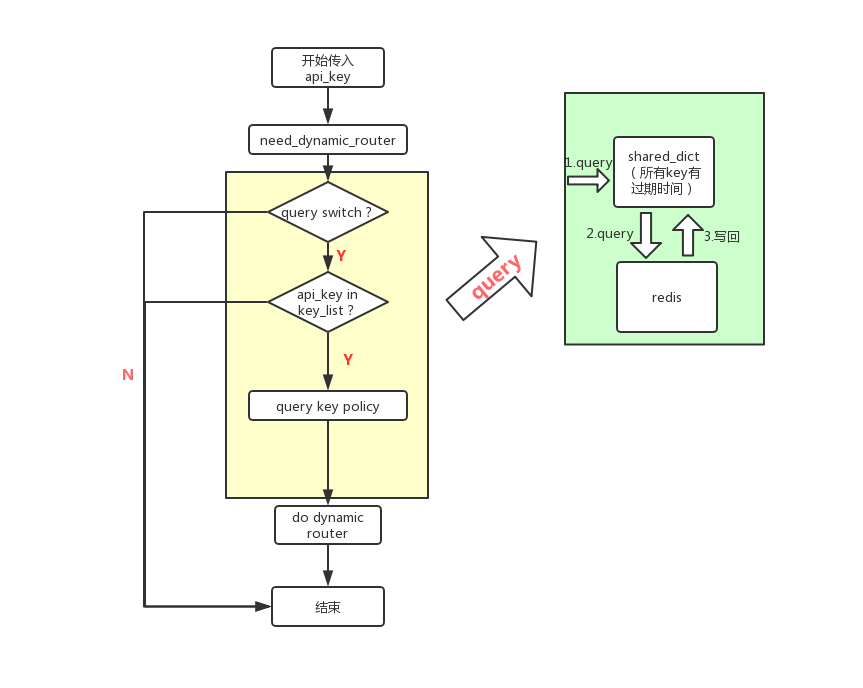 开始传入
api_key
need_dynamic_router
query switch ?
Y
api_key in
key_list ?
Y
N
query key policy
do dynamic
router
结束
query
1.query
shared_dict
( 所有key有
过期时间 )
2.query
3.写回
redis